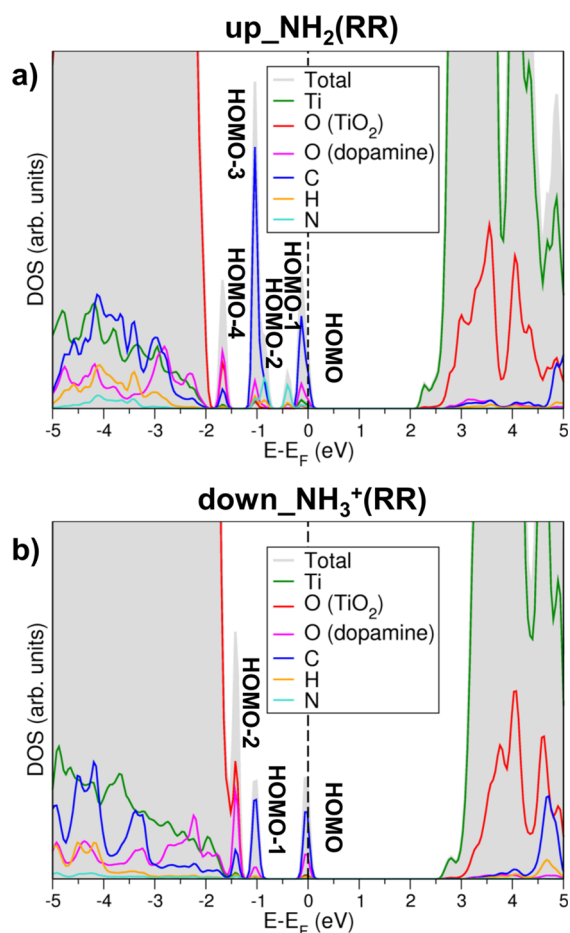 up_NH₂(RR)
a)
DOS (arb. units)
Total
Ti
O (TiO₂)
O (dopamine)
C
H
N
HOMO-4
HOMO-3
HOMO-2
HOMO-1
HOMO
-5 -4 -3 -2 -1 0 1 2 3 4 5
E-E_F (eV)
down_NH₃⁺(RR)
b)
DOS (arb. units)
Total
Ti
O (TiO₂)
O (dopamine)
C
H
N
HOMO-2
HOMO-1
HOMO
-5 -4 -3 -2 -1 0 1 2 3 4 5
E-E_F (eV)